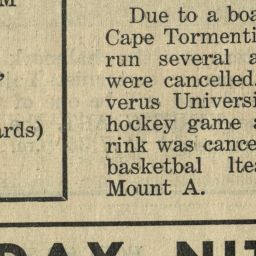 M
ards)
Due to a boa
Cape Tormenti
run several a
were cancelled.
verus Universi
hockey game a
rink was cance
basketbal ltea
Mount A.
DAY NIT